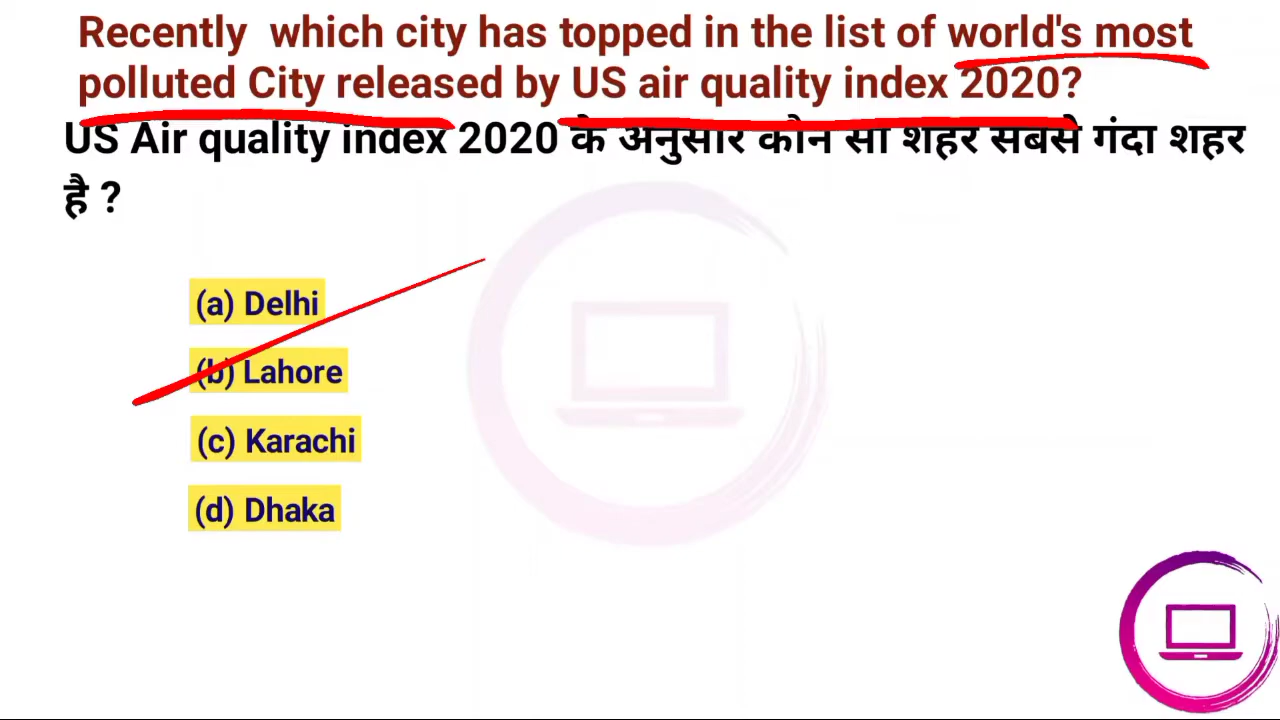 Recently which city has topped in the list of world's most
polluted City released by US air quality index 2020?
US Air quality index 2020 के अनुसार कौन सा शहर सबसे गंदा शहर
है ?
(a) Delhi
(b) Lahore
(c) Karachi
(d) Dhaka